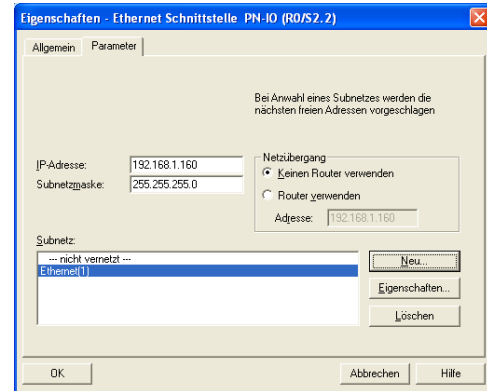 Eigenschaften - Ethernet Schnittstelle PN-IO (R0/S2.2)
Allgemein Parameter
Bei Anwahl eines Subnetzes werden die
nächsten freien Adressen vorgeschlagen
IP-Adresse: 192.168.1.160
Subnetzmaske: 255.255.255.0
Netzübergang
Keinen Router verwenden
Router verwenden
Adresse: 192.168.1.160
Subnetz:
--- nicht vernetzt ---
Ethernet(1)
Neu...
Eigenschaften...
Löschen
OK Abbrechen Hilfe